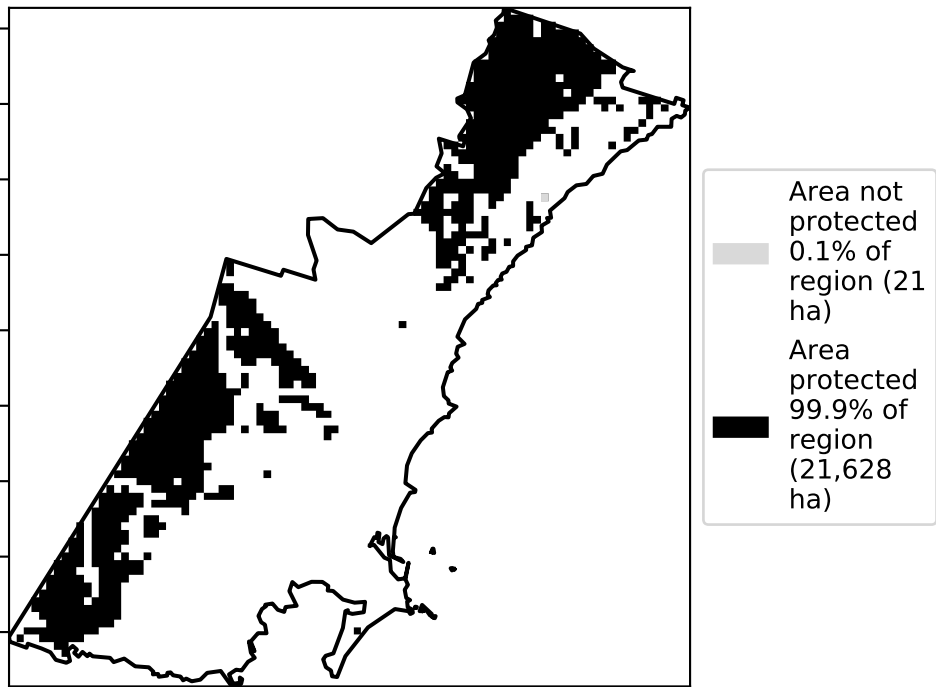 Area not
protected
0.1% of
region (21
ha)
Area
protected
99.9% of
region
(21,628
ha)